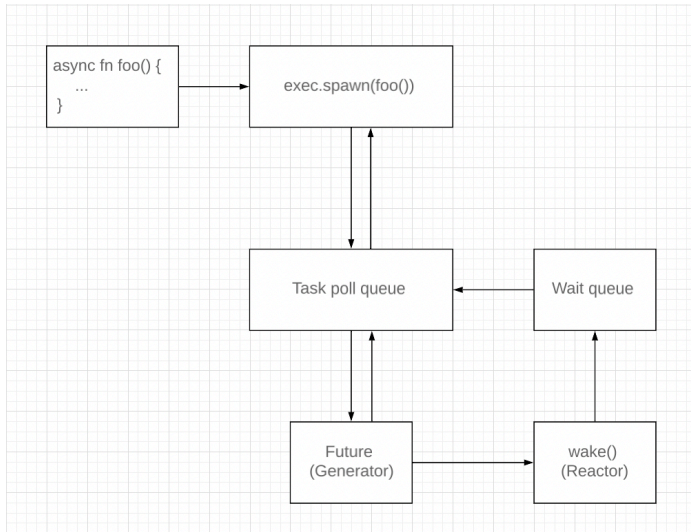 async fn foo() {
...
}
exec.spawn(foo())
Task poll queue
Wait queue
Future
(Generator)
wake()
(Reactor)